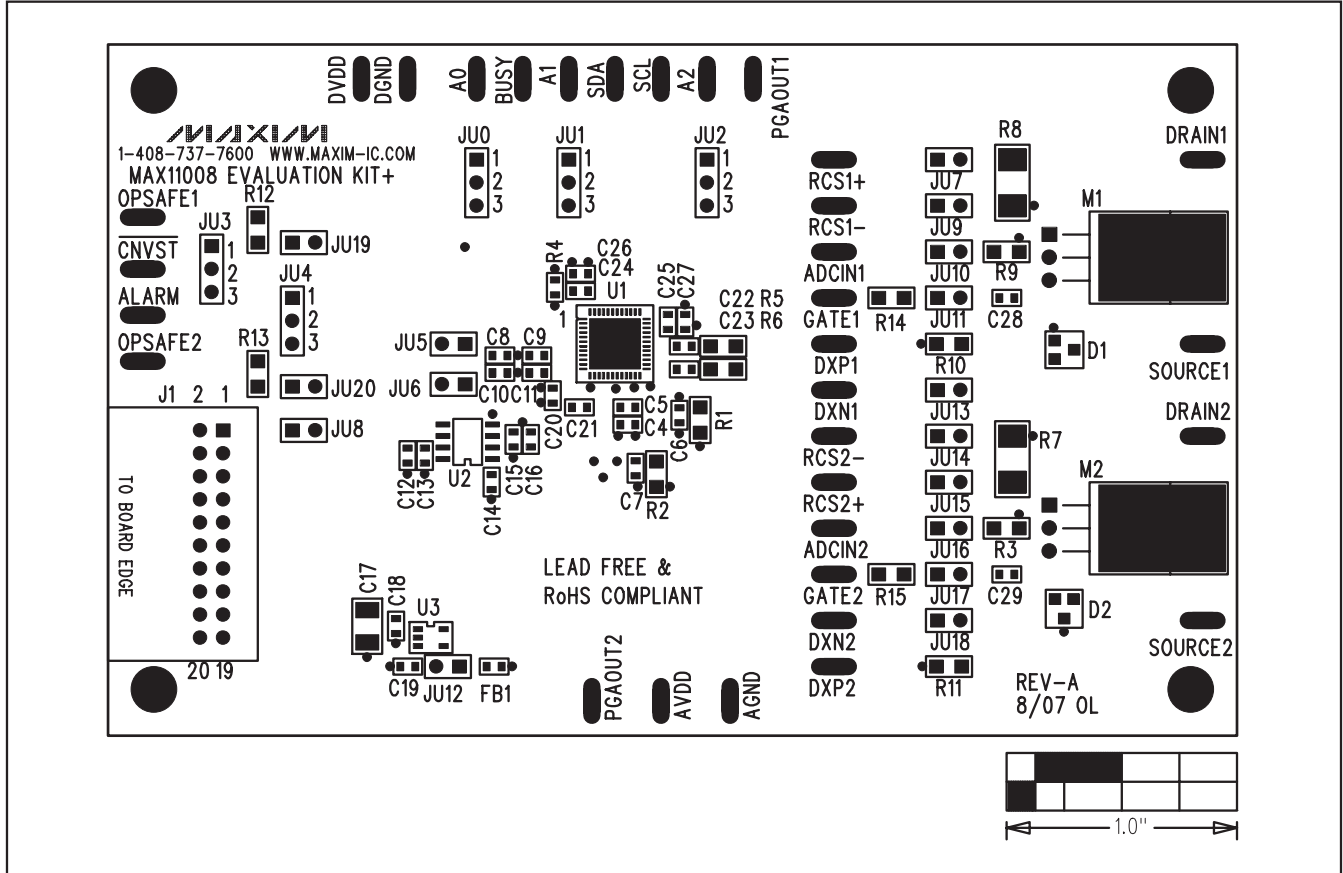 DVDD
DGND
A0
BUSY
A1
SDA
SCL
A2
PGAOUT1
MAXIM
1-408-737-7600 WWW.MAXIM-IC.COM
MAX11008 EVALUATION KIT+
OPSAFE1
R12
JU3
1
2
3
CNVST
JU19
JU4
1
2
3
ALARM
OPSAFE2
R13
JU20
JU8
J1 2 1
TO BOARD EDGE
20 19
JU0
1
2
3
JU1
1
2
3
JU2
1
2
3
R4
C26
C24
U1
1
C25
C27
C22 R5
C23 R6
JU5
JU6
C8
C9
C10
C11
C20
C21
C5
C4
C6
R1
C12
C13
U2
C15
C16
C14
C7
R2
LEAD FREE &
RoHS COMPLIANT
C17
C18
U3
C19
JU12
FB1
PGAOUT2
AVDD
AGND
RCS1+
RCS1-
ADCIN1
GATE1
DXP1
DXN1
RCS2-
RCS2+
ADCIN2
GATE2
DXN2
DXP2
R14
R15
JU7
JU9
JU10
JU11
R10
JU13
JU14
JU15
JU16
JU17
JU18
R11
R8
R9
C28
R7
R3
C29
DRAIN1
M1
D1
SOURCE1
DRAIN2
M2
D2
SOURCE2
REV-A
8/07 OL
1.0"